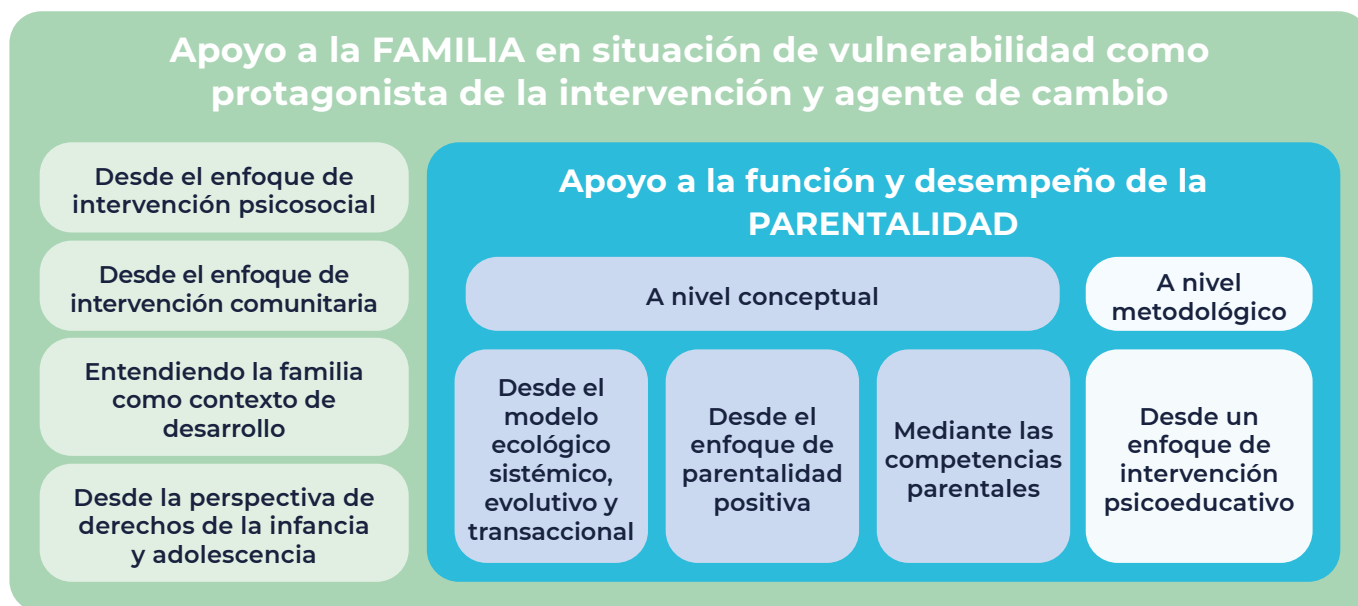 Apoyo a la FAMILIA en situación de vulnerabilidad como
protagonista de la intervención y agente de cambio
Desde el enfoque de
intervención psicosocial
Desde el enfoque de
intervención comunitaria
Entendiendo la familia
como contexto de
desarrollo
Desde la perspectiva de
derechos de la infancia
y adolescencia
Apoyo a la función y desempeño de la
PARENTALIDAD
A nivel conceptual
A nivel
metodológico
Desde el
modelo
ecológico
sistémico,
evolutivo y
transaccional
Desde el
enfoque de
parentalidad
positiva
Mediante las
competencias
parentales
Desde un
enfoque de
intervención
psicoeducativo